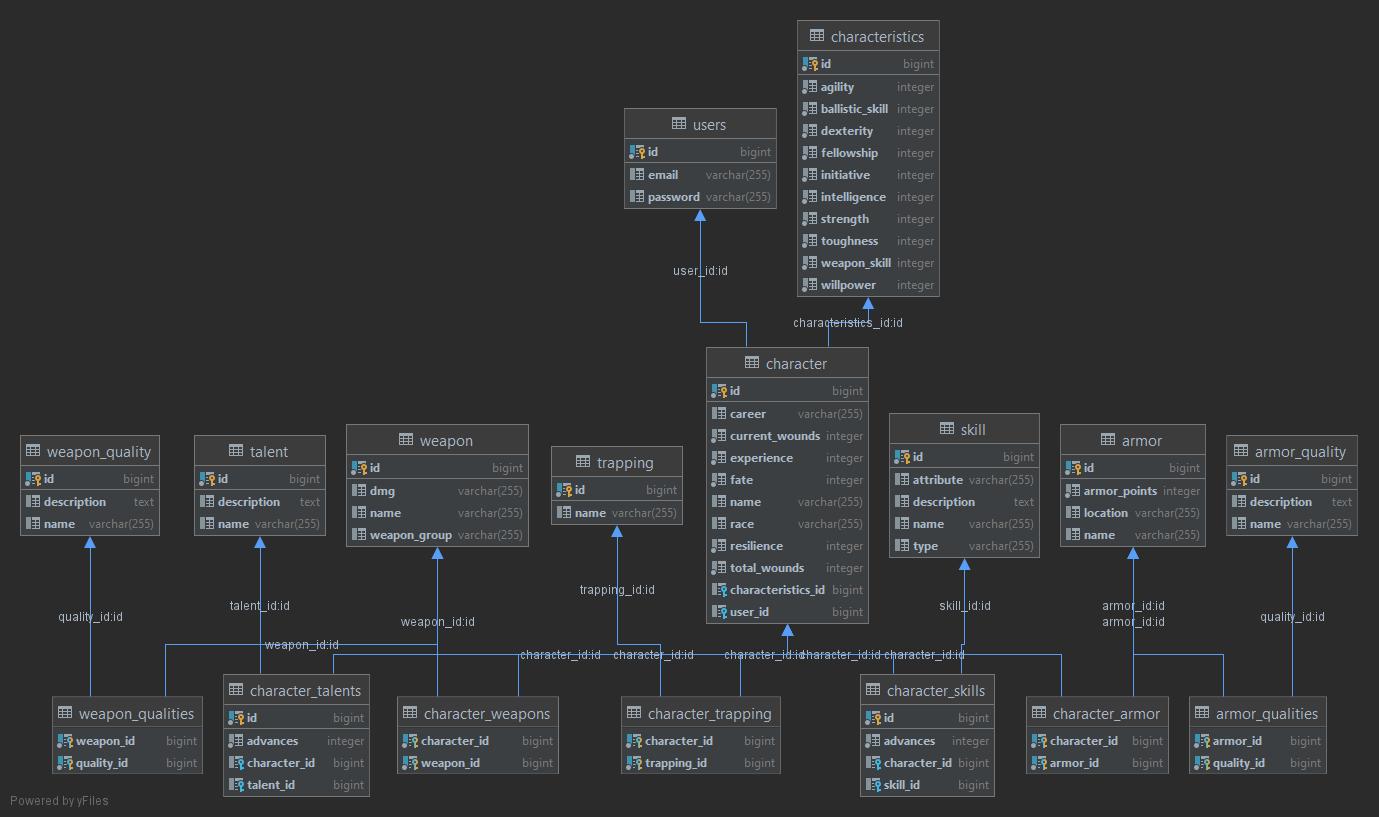 characteristics
id bigint
agility integer
ballistic_skill integer
dexterity integer
fellowship integer
initiative integer
intelligence integer
strength integer
toughness integer
weapon_skill integer
willpower integer
users
id bigint
email varchar(255)
password varchar(255)
user_id:id
characteristics_id:id
character
id bigint
career varchar(255)
current_wounds integer
experience integer
fate integer
name varchar(255)
race varchar(255)
resilience integer
total_wounds integer
characteristics_id bigint
user_id bigint
weapon_quality
id bigint
description text
name varchar(255)
talent
id bigint
description text
name varchar(255)
weapon
id bigint
dmg varchar(255)
name varchar(255)
weapon_group varchar(255)
trapping
id bigint
name varchar(255)
skill
id bigint
attribute varchar(255)
description text
name varchar(255)
type varchar(255)
armor
id bigint
armor_points integer
location varchar(255)
name varchar(255)
armor_quality
id bigint
description text
name varchar(255)
quality_id:id
talent_id:id
weapon_id:id
trapping_id:id
skill_id:id
armor_id:id
armor_id:id
quality_id:id
weapon_id:id
character_id:id
character_id:id
character_id:id
character_id:id
character_id:id
weapon_qualities
weapon_id bigint
quality_id bigint
character_talents
id bigint
advances integer
character_id bigint
talent_id bigint
character_weapons
character_id bigint
weapon_id bigint
character_trapping
character_id bigint
trapping_id bigint
character_skills
id bigint
advances integer
character_id bigint
skill_id bigint
character_armor
character_id bigint
armor_id bigint
armor_qualities
armor_id bigint
quality_id bigint
Powered by yFiles